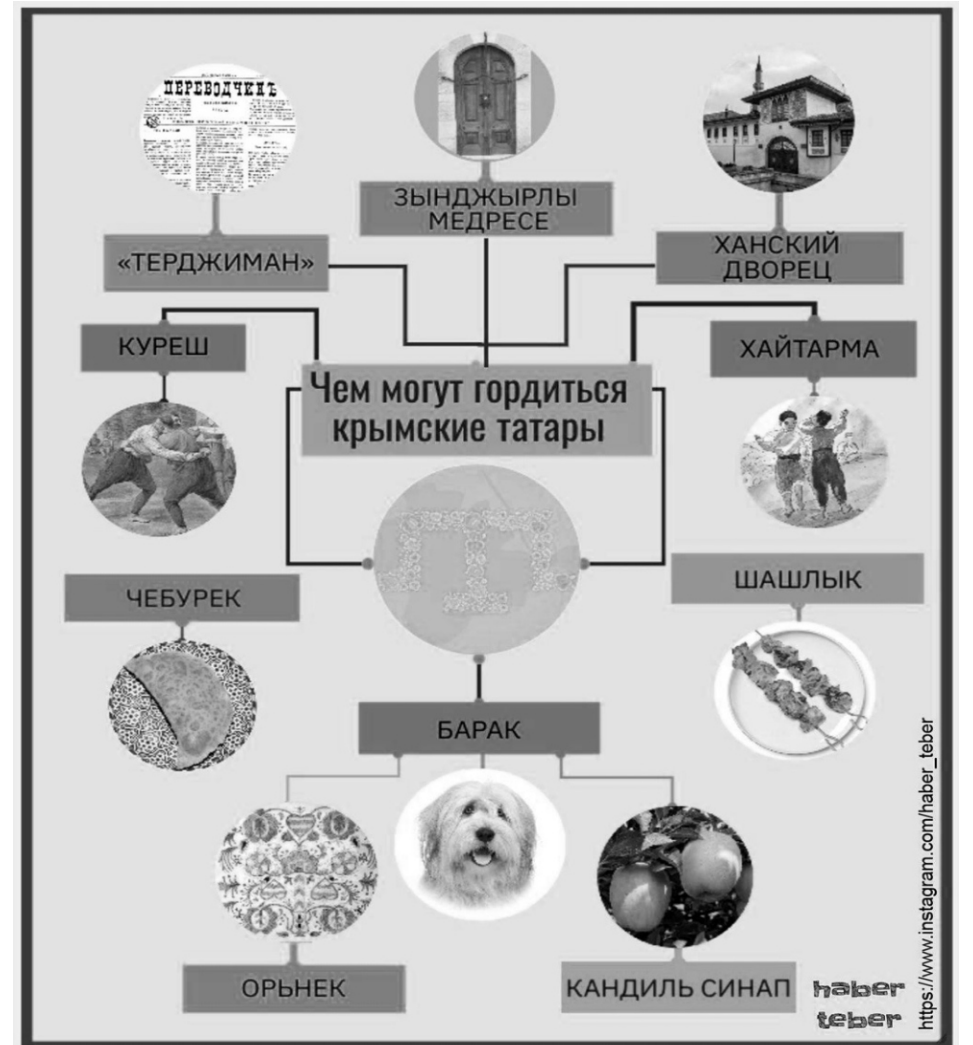 ПЕРЕВОДЧИКЪ
ЗЫНДЖЫРЛЫ
МЕДРЕСЕ
«ТЕРДЖИМАН»
ХАНСКИЙ
ДВОРЕЦ
КУРЕШ
ХАЙТАРМА
Чем могут гордиться
крымские татары
ЧЕБУРЕК
ШАШЛЫК
БАРАК
ОРЬНЕК
КАНДИЛЬ СИНАП
haber
teber
https://www.instagram.com/haber_teber